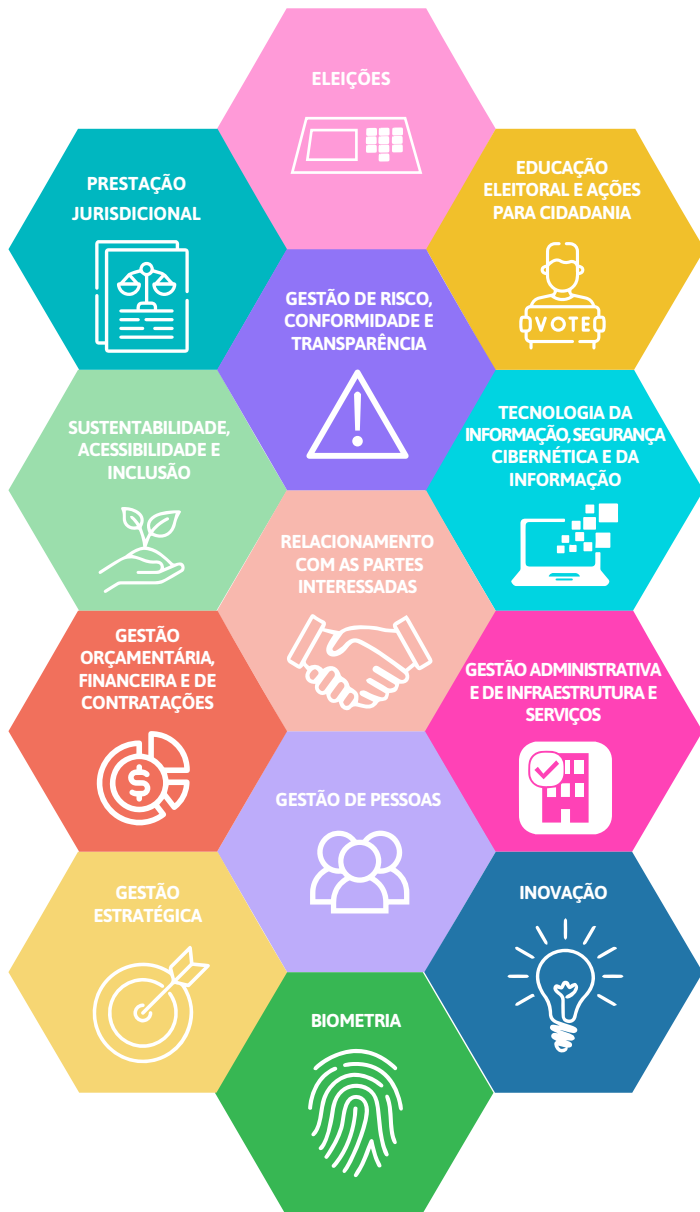 ELEIÇÕES
PRESTAÇÃO
JURISDICIONAL
EDUCAÇÃO
ELEITORAL E AÇÕES
PARA CIDADANIA
VOTE
GESTÃO DE RISCO,
CONFORMIDADE E
TRANSPARÊNCIA
SUSTENTABILIDADE,
ACESSIBILIDADE E
INCLUSÃO
TECNOLOGIA DA
INFORMAÇÃO, SEGURANÇA
CIBERNÉTICA E DA
INFORMAÇÃO
RELACIONAMENTO
COM AS PARTES
INTERESSADAS
GESTÃO
ORÇAMENTÁRIA,
FINANCEIRA E DE
CONTRATAÇÕES
$
GESTÃO ADMINISTRATIVA
E DE INFRAESTRUTURA E
SERVIÇOS
GESTÃO DE PESSOAS
GESTÃO
ESTRATÉGICA
INOVAÇÃO
BIOMETRIA